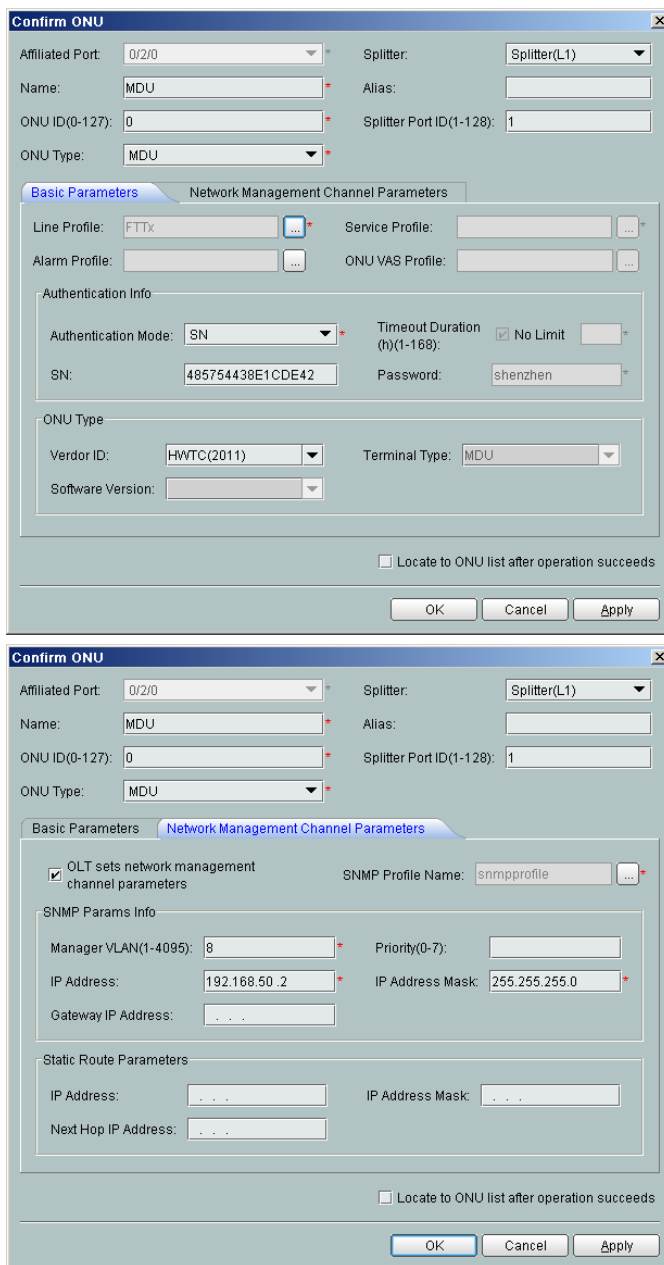 Confirm ONU
Affiliated Port: 0/2/0 * Splitter: Splitter(L1)
Name: MDU * Alias:
ONU ID(0-127): 0 * Splitter Port ID(1-128): 1
ONU Type: MDU *
Basic Parameters Network Management Channel Parameters
Line Profile: FTTx ... * Service Profile: ... *
Alarm Profile: ... ONU VAS Profile: ...
Authentication Info
Authentication Mode: SN * Timeout Duration (h)(1-168): No Limit *
SN: 485754438E1CDE42 Password: shenzhen *
ONU Type
Verdor ID: HWTC(2011) Terminal Type: MDU
Software Version:
Locate to ONU list after operation succeeds
OK Cancel Apply
Confirm ONU
Affiliated Port: 0/2/0 * Splitter: Splitter(L1)
Name: MDU * Alias:
ONU ID(0-127): 0 * Splitter Port ID(1-128): 1
ONU Type: MDU *
Basic Parameters Network Management Channel Parameters
OLT sets network management channel parameters SNMP Profile Name: snmpprofile ... *
SNMP Params Info
Manager VLAN(1-4095): 8 * Priority(0-7):
IP Address: 192.168.50 .2 * IP Address Mask: 255.255.255.0 *
Gateway IP Address: . . .
Static Route Parameters
IP Address: . . . IP Address Mask: . . .
Next Hop IP Address: . . .
Locate to ONU list after operation succeeds
OK Cancel Apply